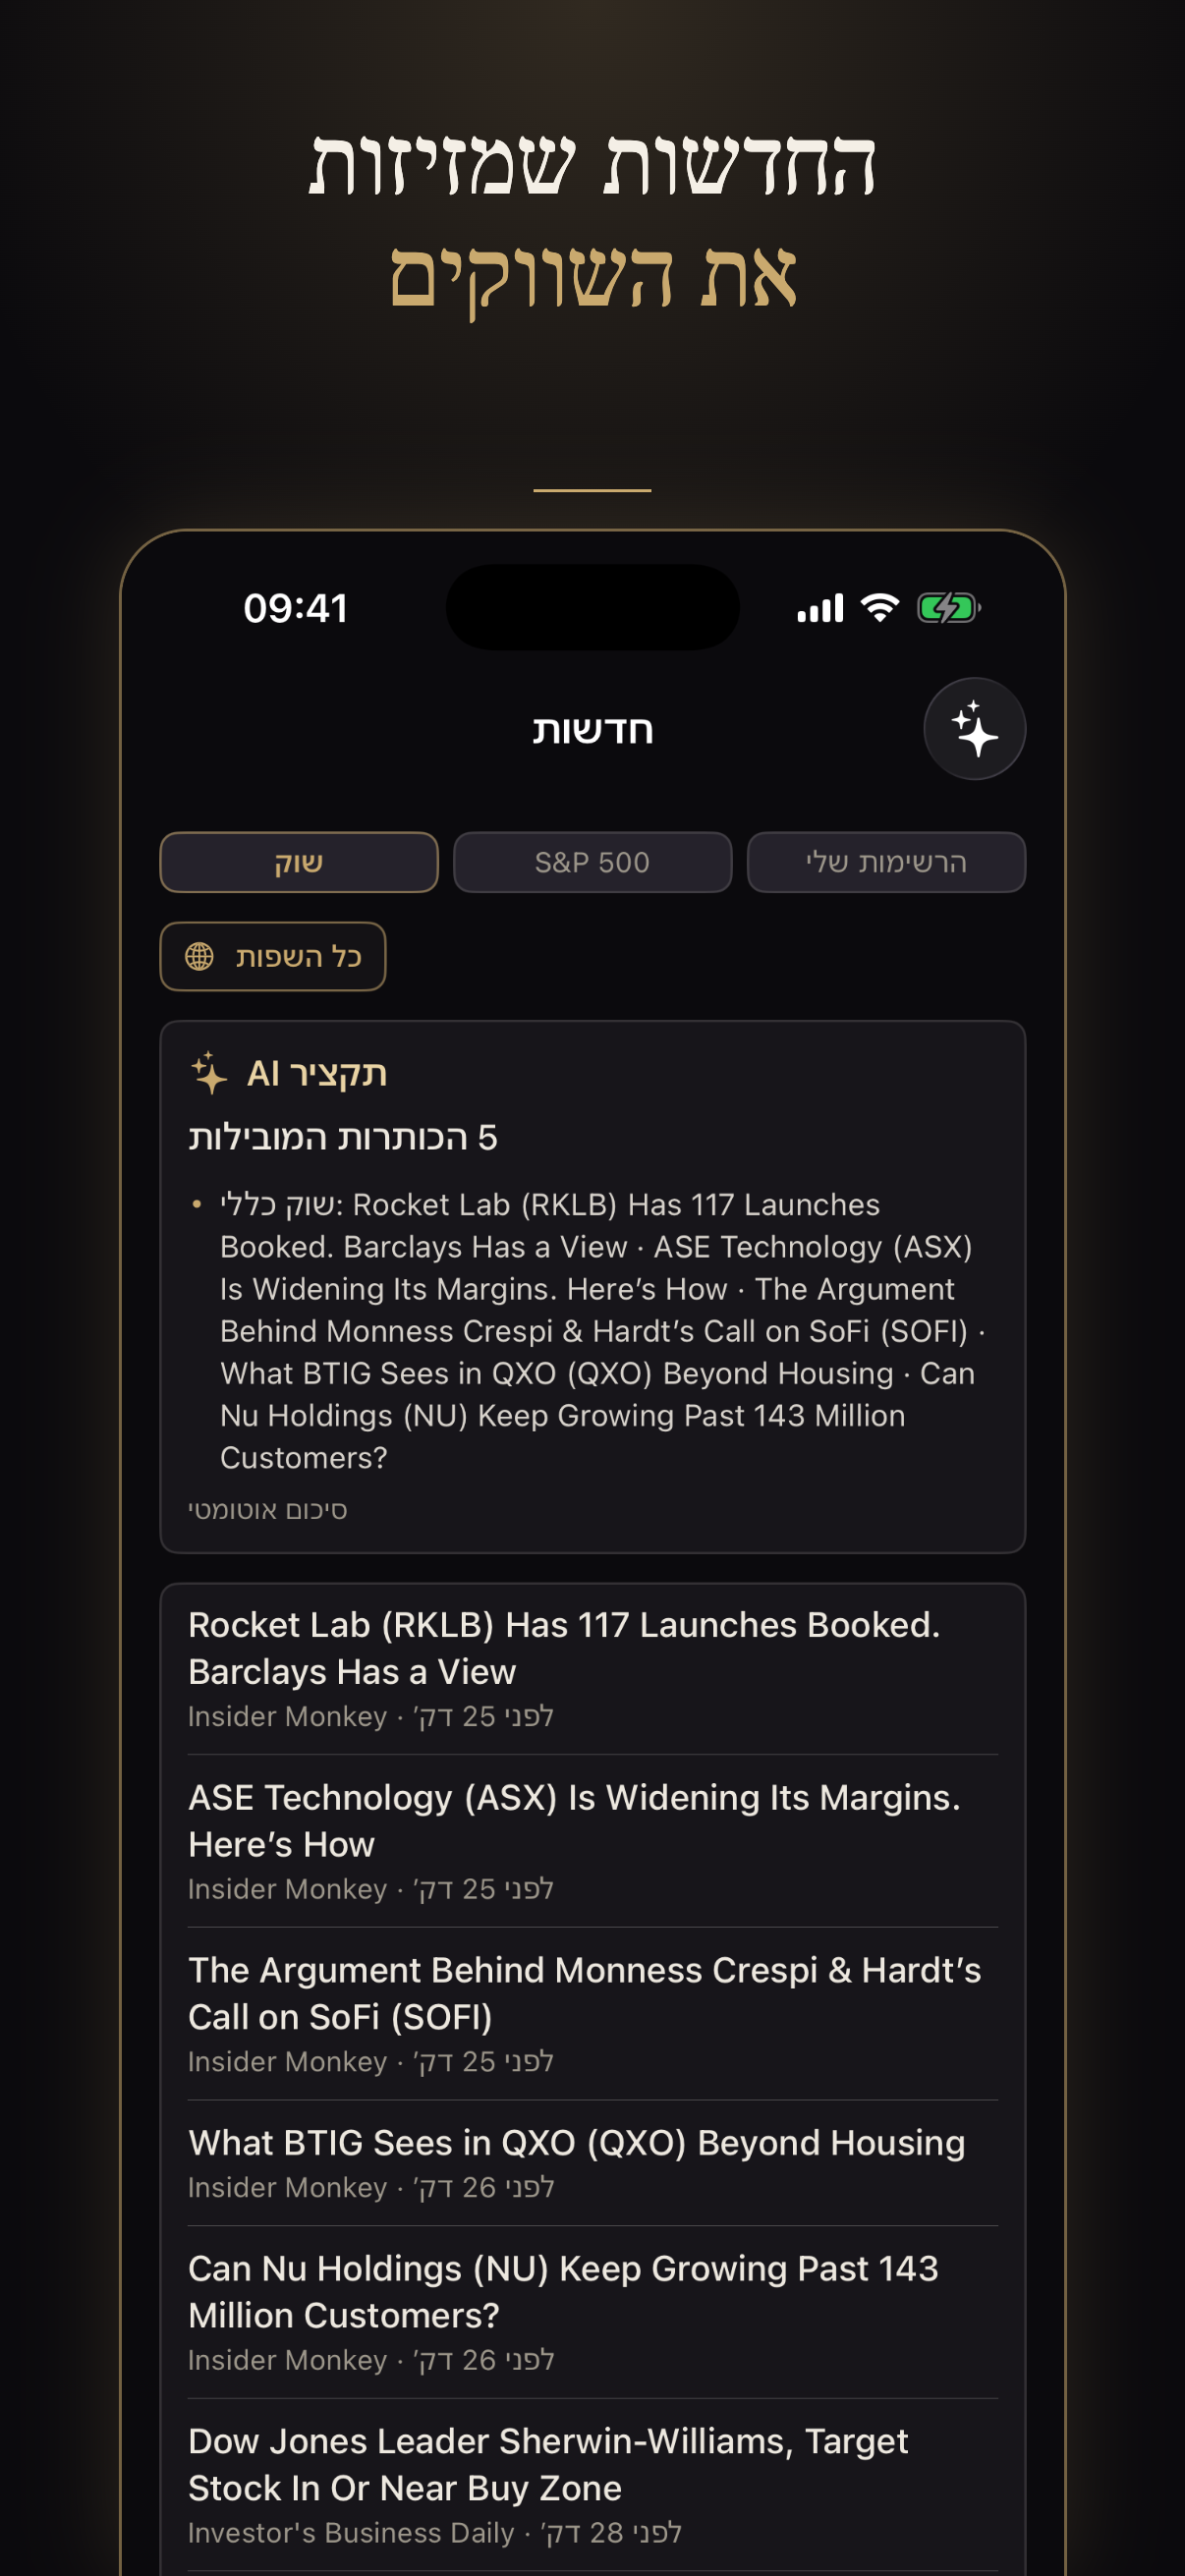 החדשות שמזיזות
את השווקים
09:41
חדשות
שוק
S&P 500
הרשימות שלי
כל השפות
תקציר AI
5 הכותרות המובילות
• שוק כללי: Rocket Lab (RKLB) Has 117 Launches
Booked. Barclays Has a View · ASE Technology (ASX)
Is Widening Its Margins. Here’s How · The Argument
Behind Monness Crespi & Hardt’s Call on SoFi (SOFI) ·
What BTIG Sees in QXO (QXO) Beyond Housing · Can
Nu Holdings (NU) Keep Growing Past 143 Million
Customers?
סיכום אוטומטי
Rocket Lab (RKLB) Has 117 Launches Booked.
Barclays Has a View
Insider Monkey · לפני 25 דק’
ASE Technology (ASX) Is Widening Its Margins.
Here’s How
Insider Monkey · לפני 25 דק’
The Argument Behind Monness Crespi & Hardt’s
Call on SoFi (SOFI)
Insider Monkey · לפני 25 דק’
What BTIG Sees in QXO (QXO) Beyond Housing
Insider Monkey · לפני 26 דק’
Can Nu Holdings (NU) Keep Growing Past 143
Million Customers?
Insider Monkey · לפני 26 דק’
Dow Jones Leader Sherwin-Williams, Target
Stock In Or Near Buy Zone
Investor's Business Daily · לפני 28 דק’